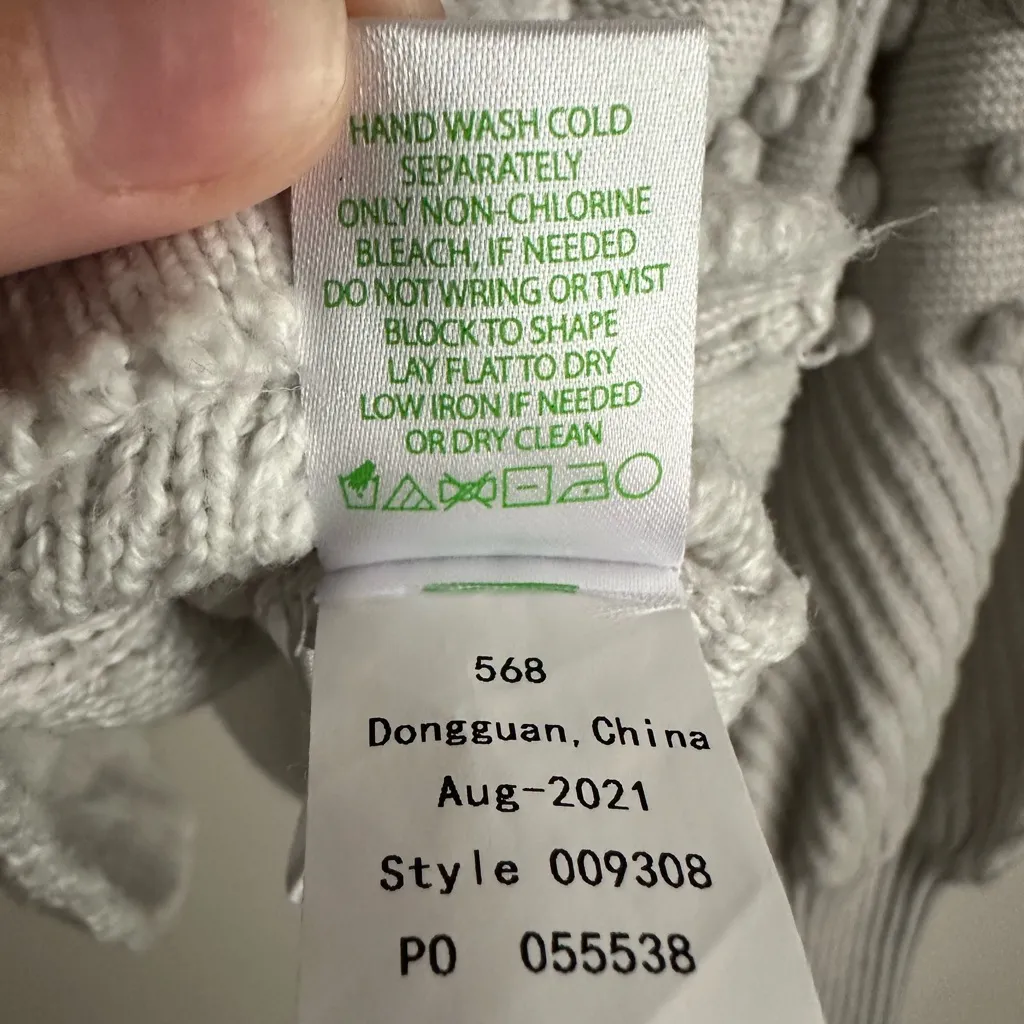 HAND WASH COLD
SEPARATELY
ONLY NON-CHLORINE
BLEACH, IF NEEDED
DO NOT WRING OR TWIST
BLOCK TO SHAPE
LAY FLAT TO DRY
LOW IRON IF NEEDED
OR DRY CLEAN
568
Dongguan, China
Aug-2021
Style 009308
PO 055538